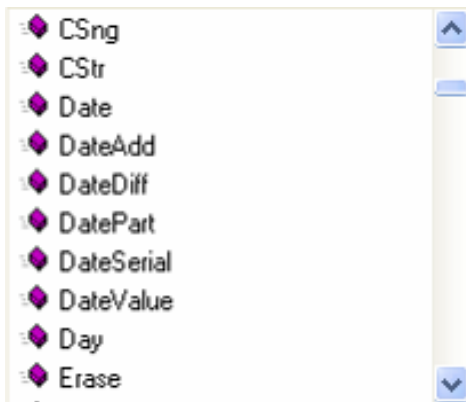 CSng
CStr
Date
DateAdd
DateDiff
DatePart
DateSerial
DateValue
Day
Erase